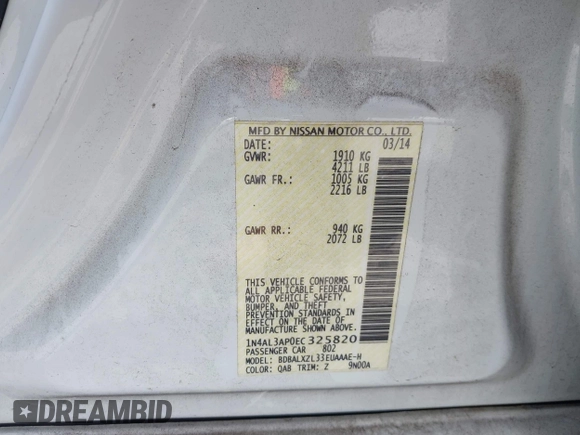 MFD BY NISSAN MOTOR CO., LTD.
DATE: 03/14
GVWR: 1910 KG
4211 LB
GAWR FR.: 1005 KG
2216 LB
GAWR RR.: 940 KG
2072 LB
THIS VEHICLE CONFORMS TO
ALL APPLICABLE FEDERAL
MOTOR VEHICLE SAFETY,
BUMPER, AND THEFT
PREVENTION STANDARDS IN
EFFECT ON THE DATE OF
MANUFACTURE SHOWN ABOVE.
1N4AL3AP0EC 325820
PASSENGER CAR 802
MODEL: BDBALXZL33EUAAAE-H
COLOR: QAB TRIM: Z 9N00A
DREAMBID